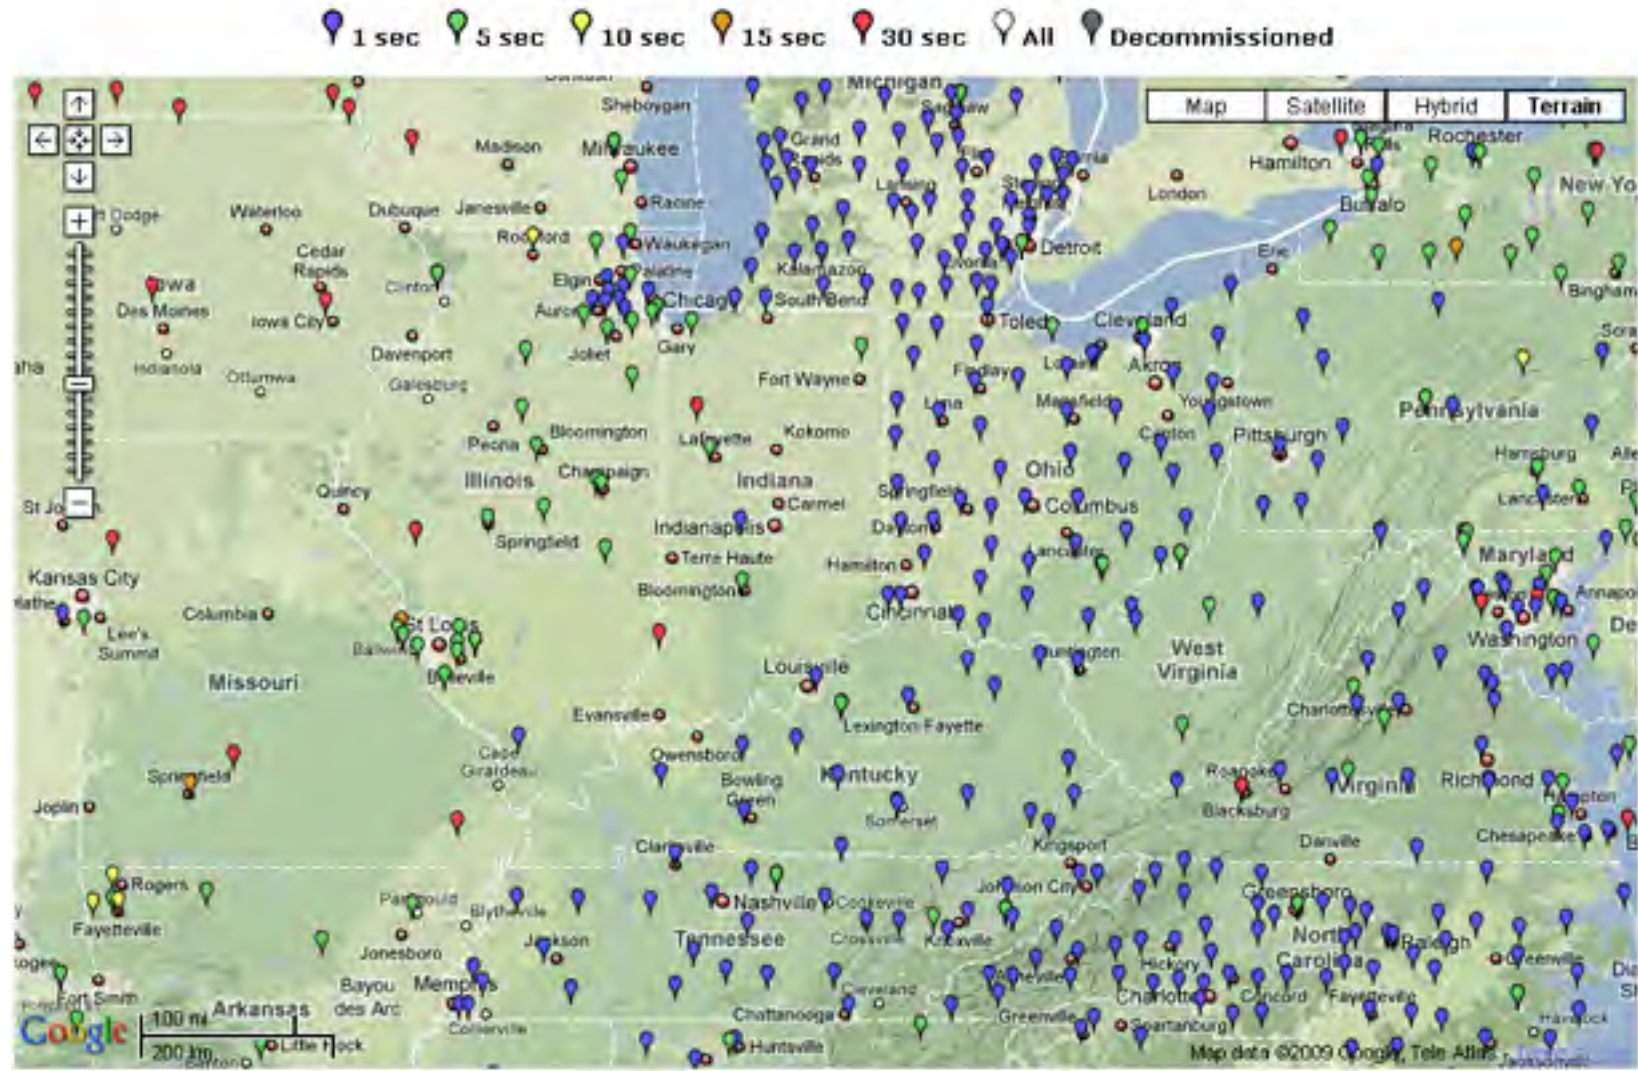 1 sec 5 sec 10 sec 15 sec 30 sec All Decommissioned
Michigan
Map Satellite Hybrid Terrain
Sheboygan
Madison
Milwaukee
Grand
Rapids
Lansing
Hamilton
London
Rochester
Buffalo
Dodge
Waterloo
Dubuque
Janesville
Racine
Rockford
Waukegan
Cedar
Rapids
Clinton
Elgin
Palatine
Kalamazoo
Livonia
Detroit
Erie
Iowa
Des Moines
Iowa City
Chicago
South Bend
Toledo
Cleveland
Indianola
Davenport
Joliet
Gary
Ottumwa
Galesburg
Fort Wayne
Findlay
Akron
Peoria
Bloomington
Lafayette
Kokomo
Lima
Mansfield
Youngstown
Canton
Pittsburgh
Pennsylvania
Harrisburg
Lancaster
Quincy
Illinois
Champaign
Indiana
Ohio
Carmel
Springfield
Columbus
Springfield
Indianapolis
Dayton
Terre Haute
Lancaster
Hamilton
Bloomington
Kansas City
Columbia
Lee's
Summit
St Louis
Belleville
Cincinnati
Maryland
Washington
West
Virginia
Huntington
Missouri
Louisville
Evansville
Lexington-Fayette
Charlottesville
Owensboro
Cape
Girardeau
Springfield
Joplin
Bowling
Green
Kentucky
Somerset
Roanoke
Blacksburg
Virginia
Richmond
Hampton
Chesapeake
Clarksville
Kingsport
Danville
Rogers
Fayetteville
Paragould
Blytheville
Jonesboro
Jackson
Nashville
Cookeville
Johnson City
Greensboro
Tennessee
Crossville
Knoxville
North
Carolina
Raleigh
Greenville
Hickory
Asheville
Fort Smith
Arkansas
Bayou
des Arc
Memphis
Collierville
Cleveland
Chattanooga
Charlotte
Concord
Fayetteville
Greenville
Spartanburg
Havelock
Google
100 mi
200 km
Little Rock
Benton
Huntsville
Map data ©2009 Google, Tele Atlas
Jacksonville